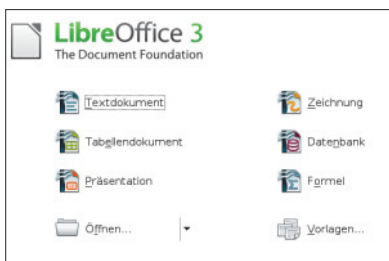 LibreOffice 3
The Document Foundation
Textdokument
Zeichnung
Tabellendokument
Datenbank
Präsentation
Formel
Öffnen...
Vorlagen...